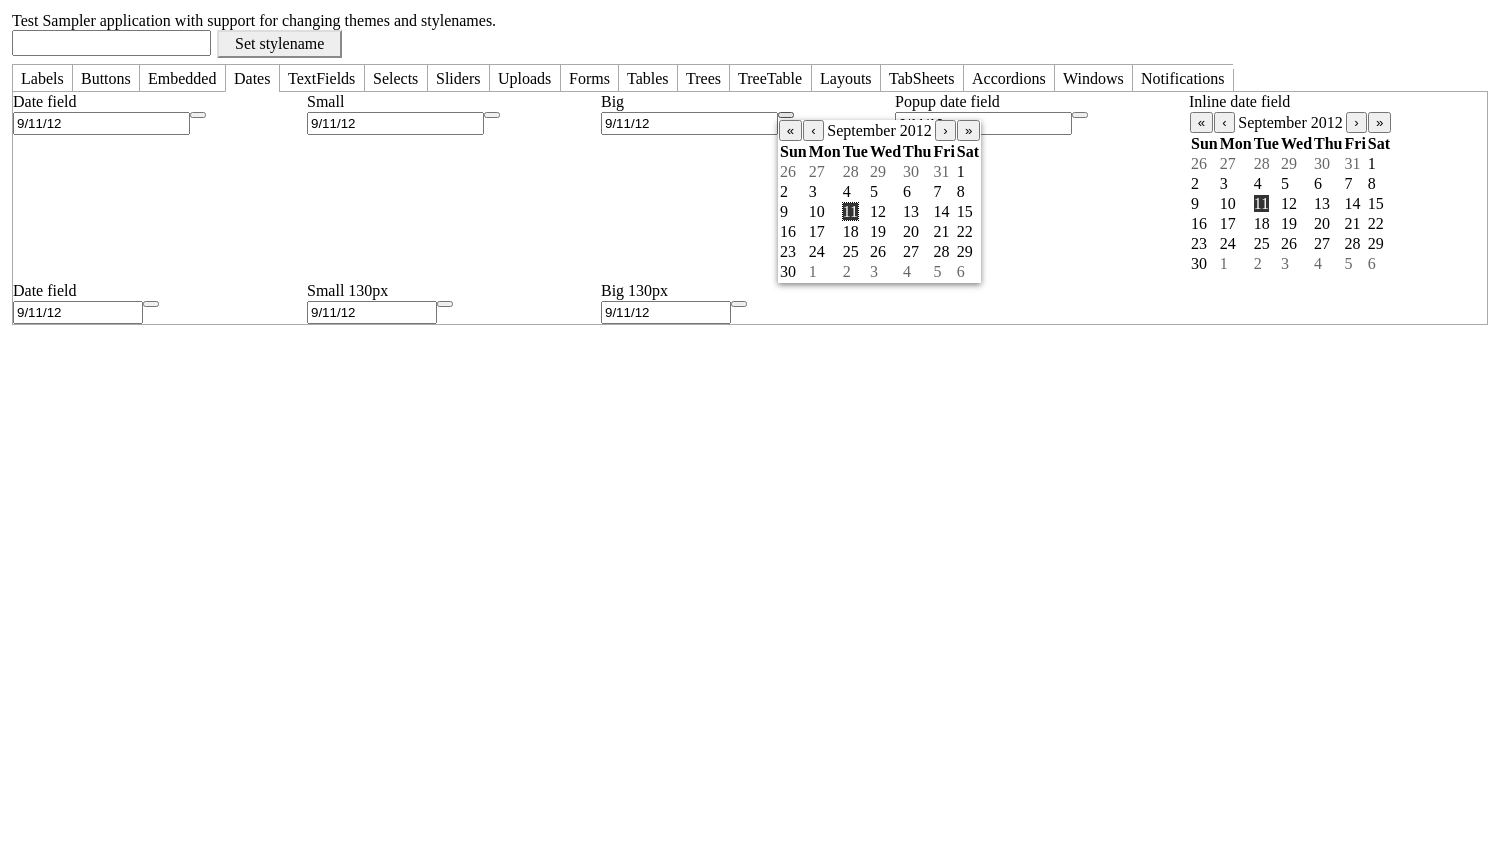 Test Sampler application with support for changing themes and stylenames.
Set stylename
Labels Buttons Embedded Dates TextFields Selects Sliders Uploads Forms Tables Trees TreeTable Layouts TabSheets Accordions Windows Notifications
Date field Small Big Popup date field Inline date field
9/11/12 9/11/12 9/11/12
« ‹ September 2012 › »
Sun Mon Tue Wed Thu Fri Sat
26 27 28 29 30 31 1
2 3 4 5 6 7 8
9 10 11 12 13 14 15
16 17 18 19 20 21 22
23 24 25 26 27 28 29
30 1 2 3 4 5 6
« ‹ September 2012 › »
Sun Mon Tue Wed Thu Fri Sat
26 27 28 29 30 31 1
2 3 4 5 6 7 8
9 10 11 12 13 14 15
16 17 18 19 20 21 22
23 24 25 26 27 28 29
30 1 2 3 4 5 6
Date field Small 130px Big 130px
9/11/12 9/11/12 9/11/12